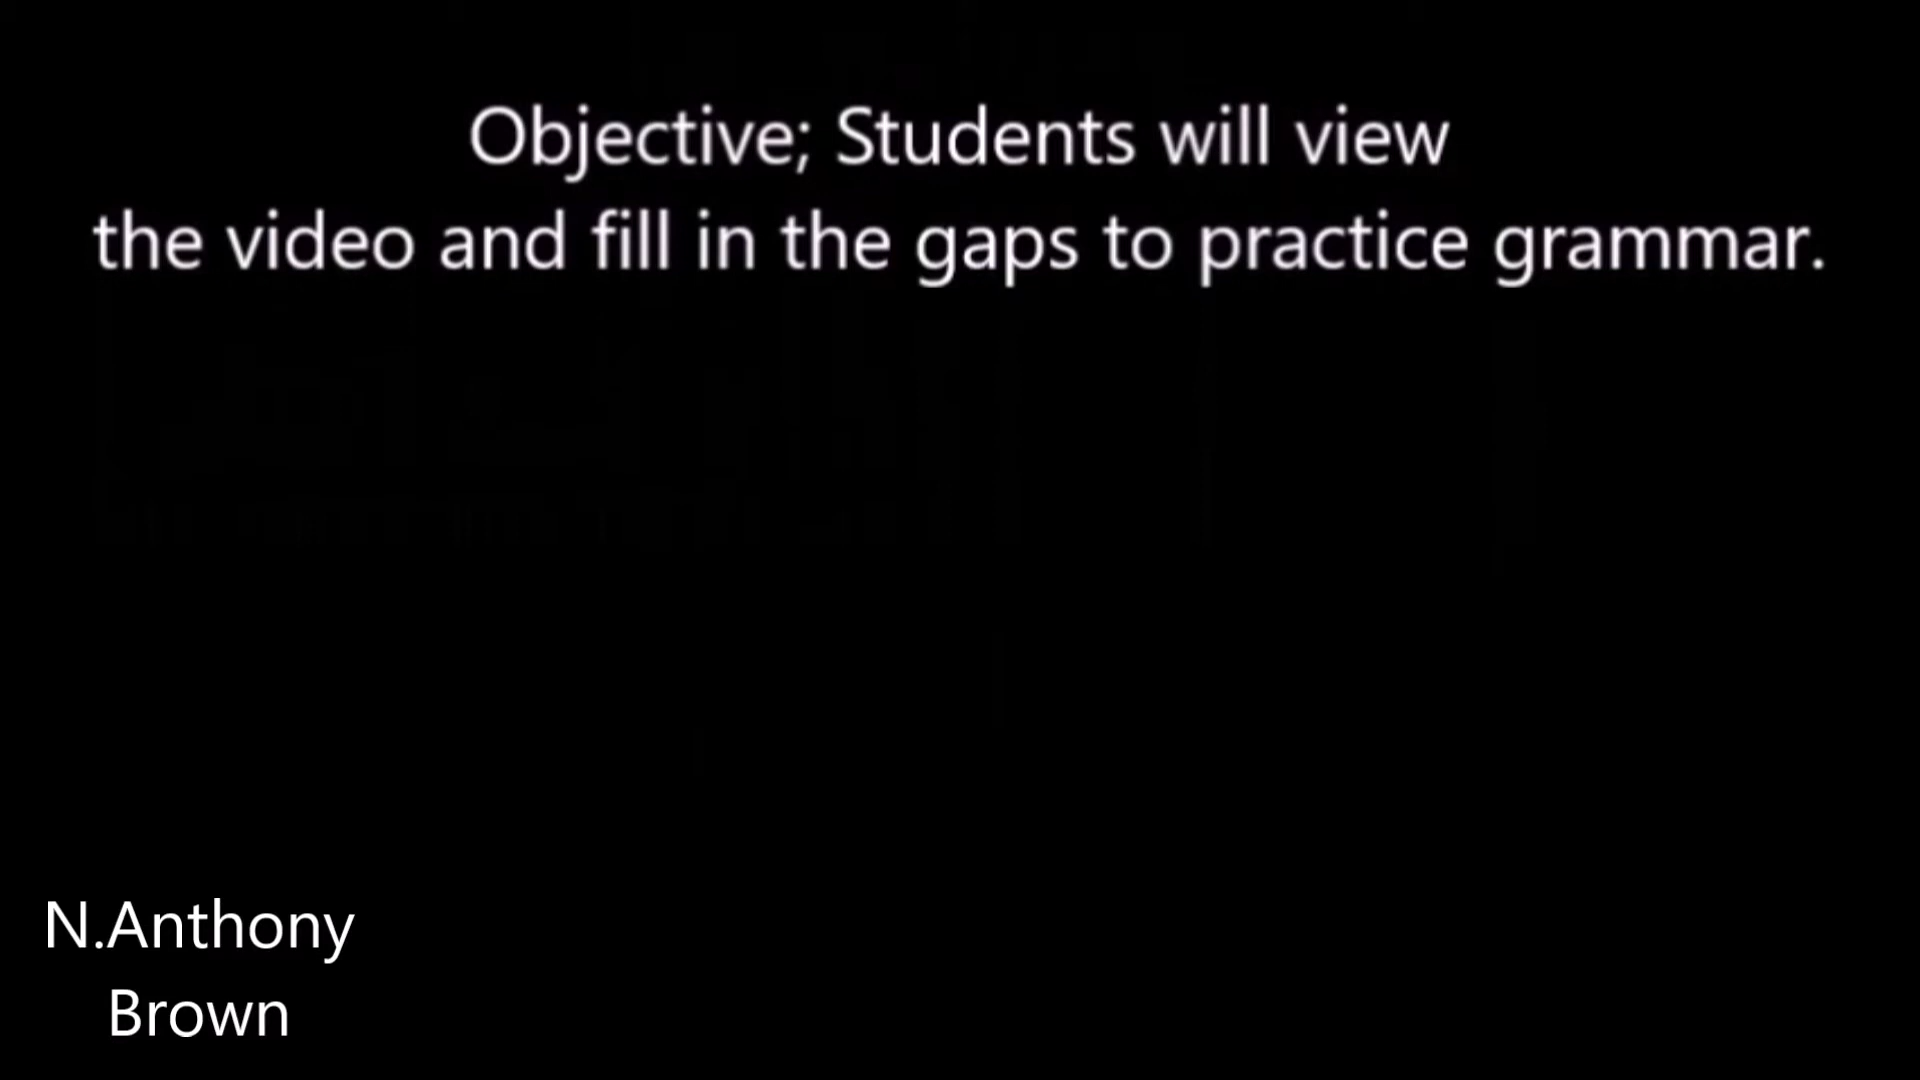 Objective; Students will view
the video and fill in the gaps to practice grammar.
N.Anthony
Brown